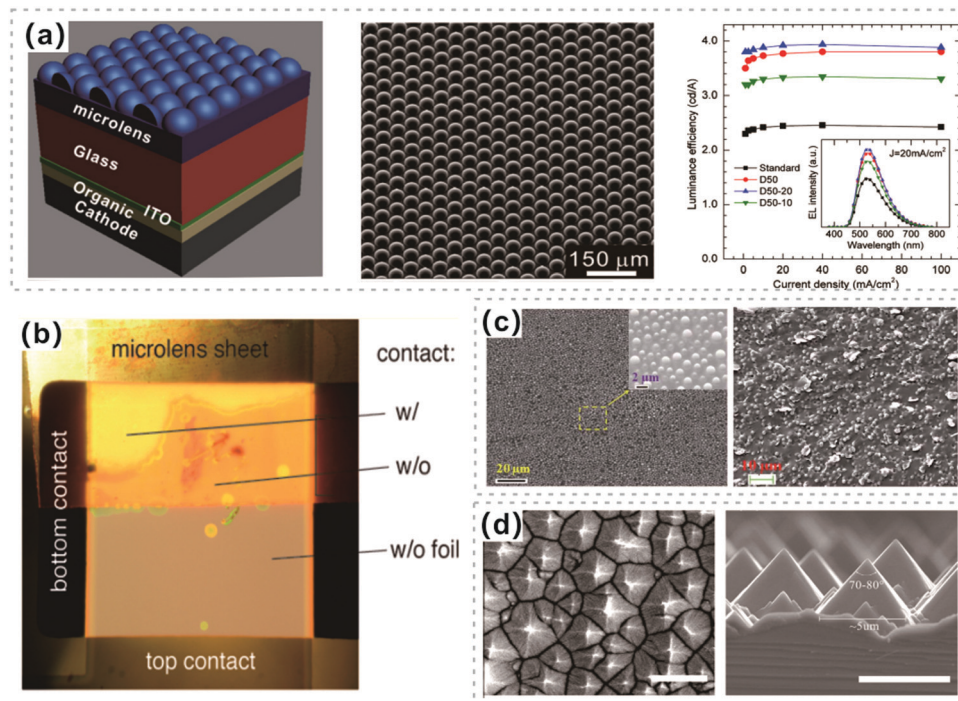 (a)
microlens
Glass
ITO
Organic
Cathode
150 μm
Luminance efficiency (cd/A)
4.0
3.0
2.0
1.0
0.0
0
20
40
60
80
100
Current density (mA/cm²)
Standard
D50
D50-20
D50-10
EL intensity (a.u.)
J=20mA/cm²
400 500 600 700 800
Wavelength (nm)
(b)
microlens sheet
contact:
w/
w/o
w/o foil
bottom contact
top contact
(c)
2 μm
20 μm
10 μm
(d)
70-80°
~5um